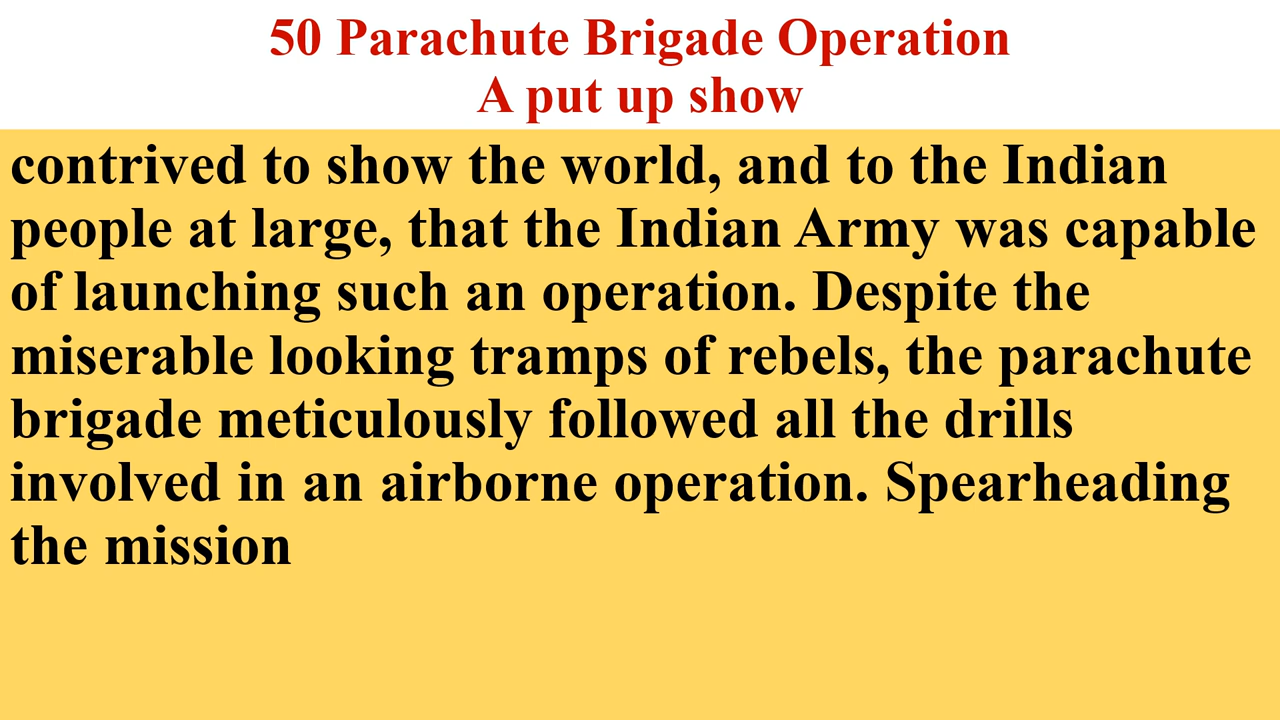 50 Parachute Brigade Operation
A put up show
contrived to show the world, and to the Indian
people at large, that the Indian Army was capable
of launching such an operation. Despite the
miserable looking tramps of rebels, the parachute
brigade meticulously followed all the drills
involved in an airborne operation. Spearheading
the mission